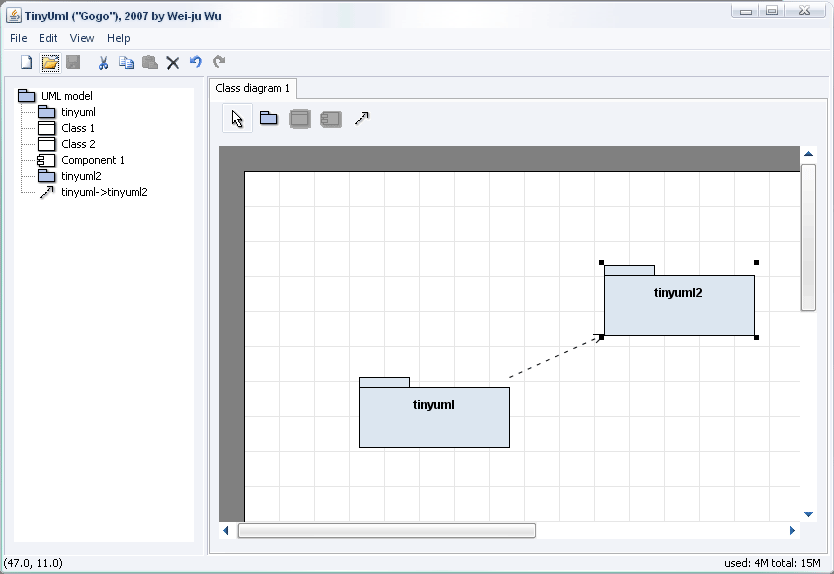 TinyUml ("Gogo"), 2007 by Wei-ju Wu
File Edit View Help
Class diagram 1
UML model
tinyuml
Class 1
Class 2
Component 1
tinyuml2
tinyuml->tinyuml2
tinyuml2
tinyuml
(47.0, 11.0)
used: 4M total: 15M